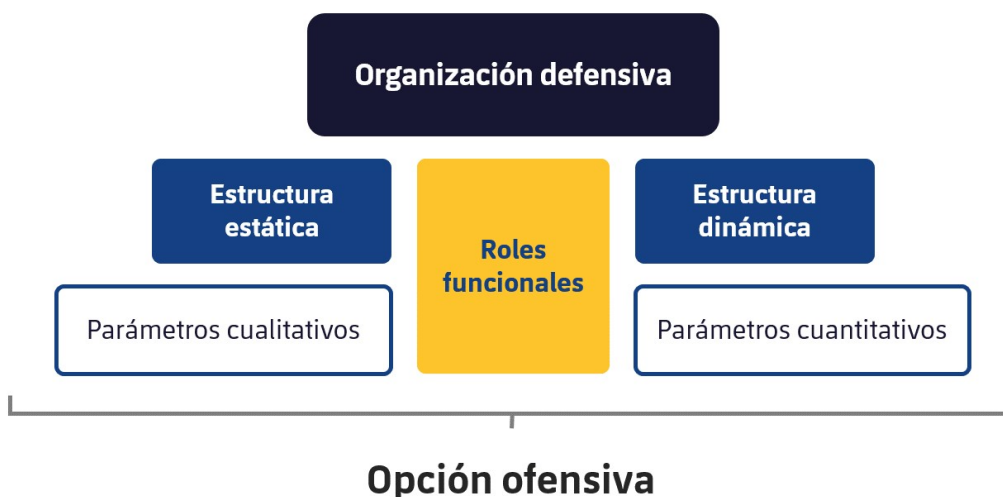 Organización defensiva
Estructura
estática
Roles
funcionales
Estructura
dinámica
Parámetros cualitativos
Parámetros cuantitativos
Opción ofensiva